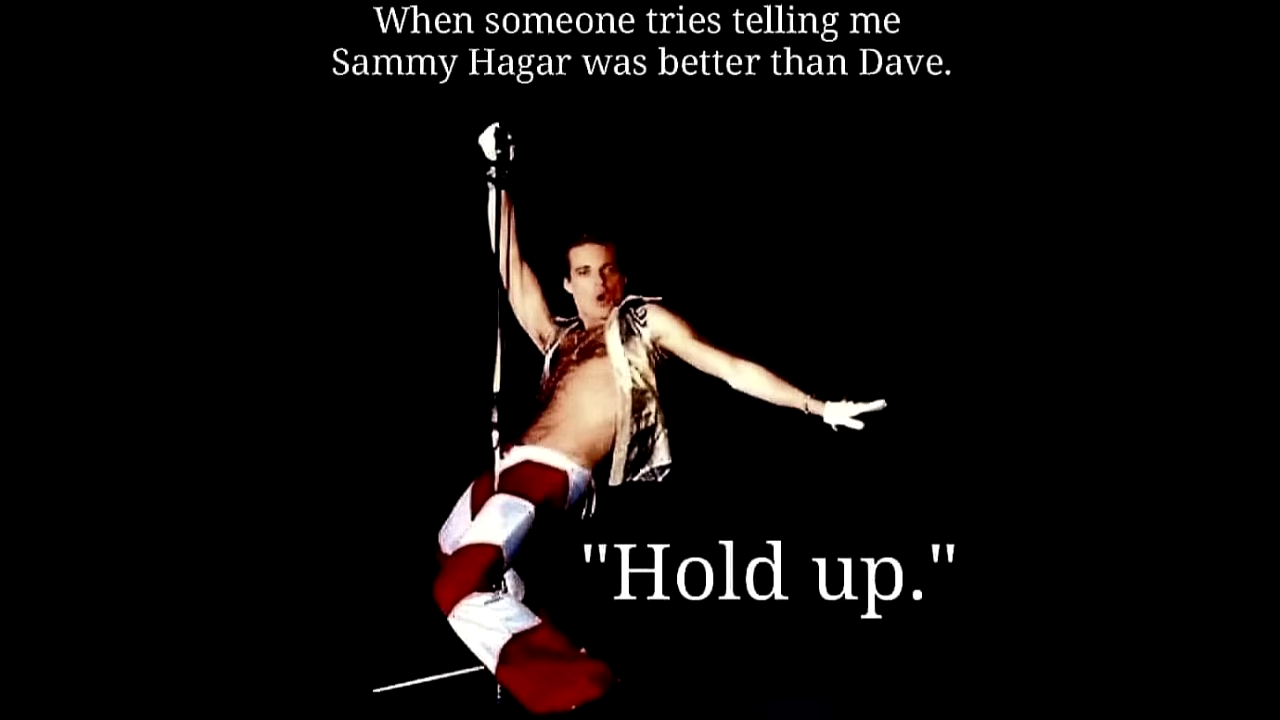 When someone tries telling me
Sammy Hagar was better than Dave.
"Hold up."